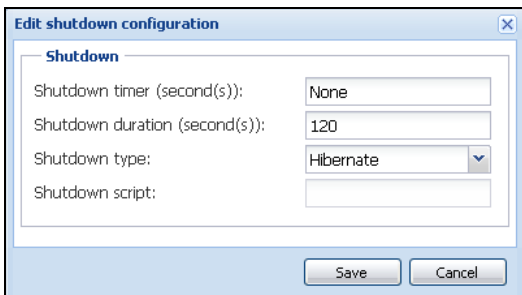 Edit shutdown configuration
Shutdown
Shutdown timer (second(s)): None
Shutdown duration (second(s)): 120
Shutdown type: Hibernate
Shutdown script:
Save Cancel